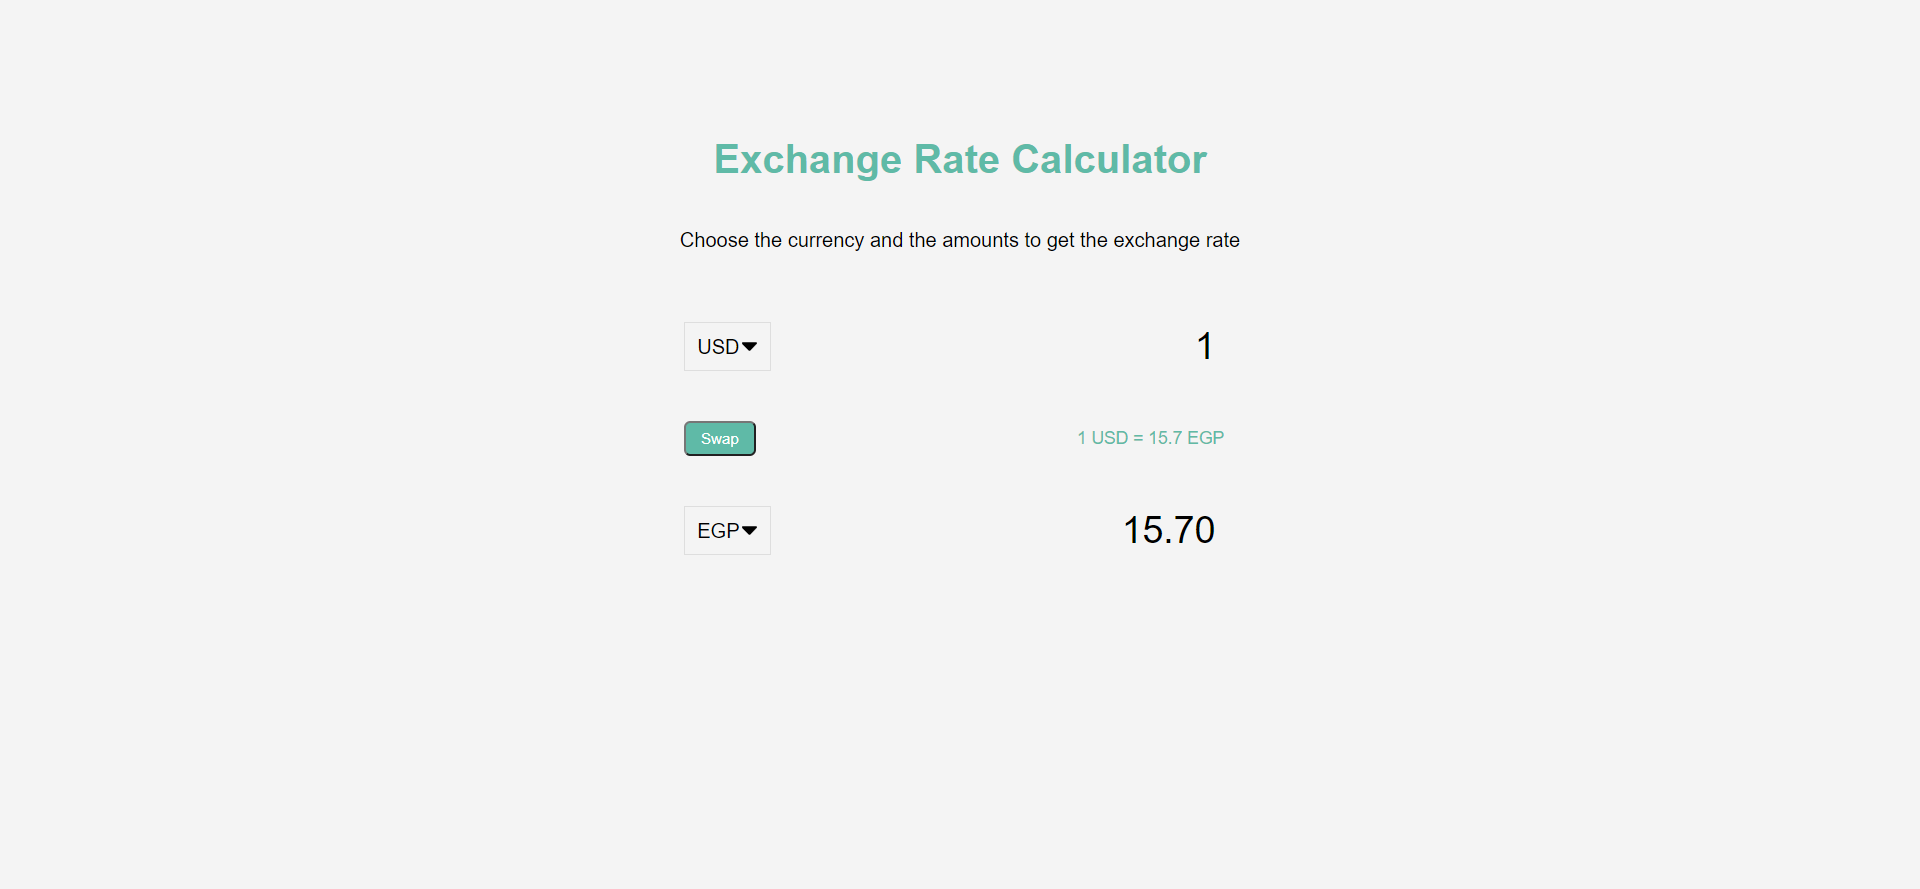 Exchange Rate Calculator
Choose the currency and the amounts to get the exchange rate
USD 1
Swap 1 USD = 15.7 EGP
EGP 15.70